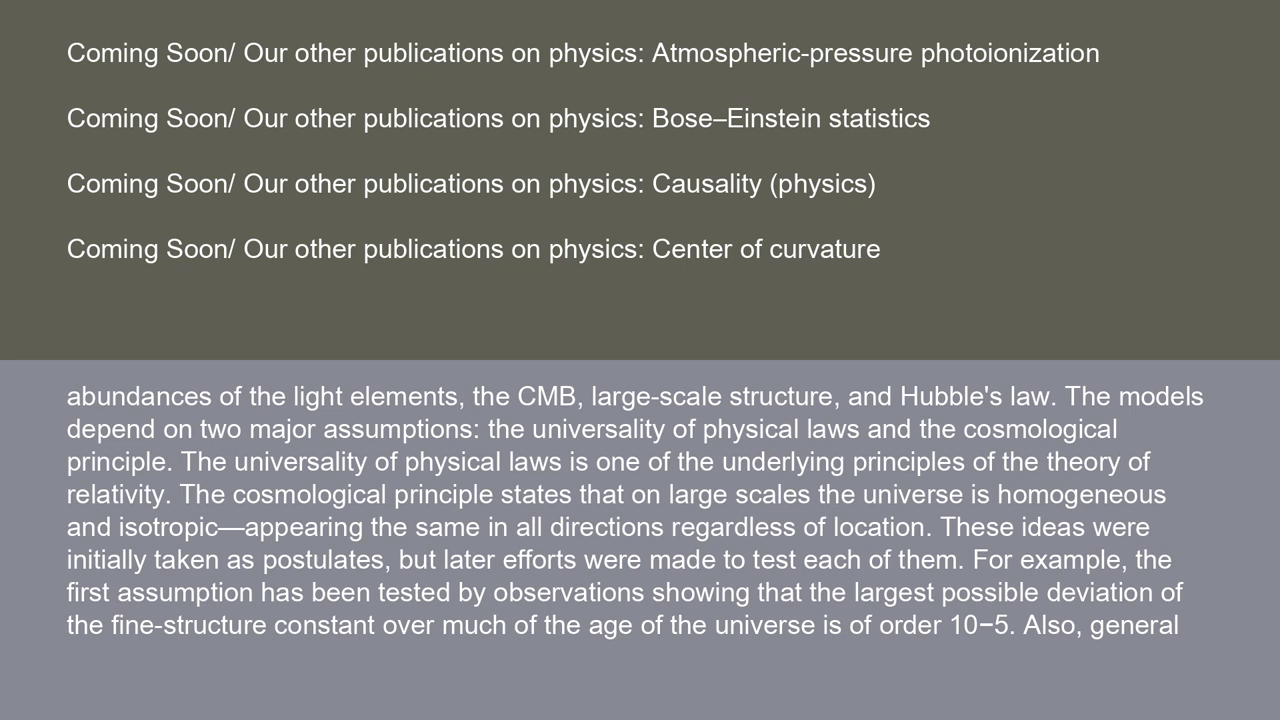 Coming Soon/ Our other publications on physics: Atmospheric-pressure photoionization
Coming Soon/ Our other publications on physics: Bose–Einstein statistics
Coming Soon/ Our other publications on physics: Causality (physics)
Coming Soon/ Our other publications on physics: Center of curvature
abundances of the light elements, the CMB, large-scale structure, and Hubble's law. The models
depend on two major assumptions: the universality of physical laws and the cosmological
principle. The universality of physical laws is one of the underlying principles of the theory of
relativity. The cosmological principle states that on large scales the universe is homogeneous
and isotropic—appearing the same in all directions regardless of location. These ideas were
initially taken as postulates, but later efforts were made to test each of them. For example, the
first assumption has been tested by observations showing that the largest possible deviation of
the fine-structure constant over much of the age of the universe is of order 10−5. Also, general